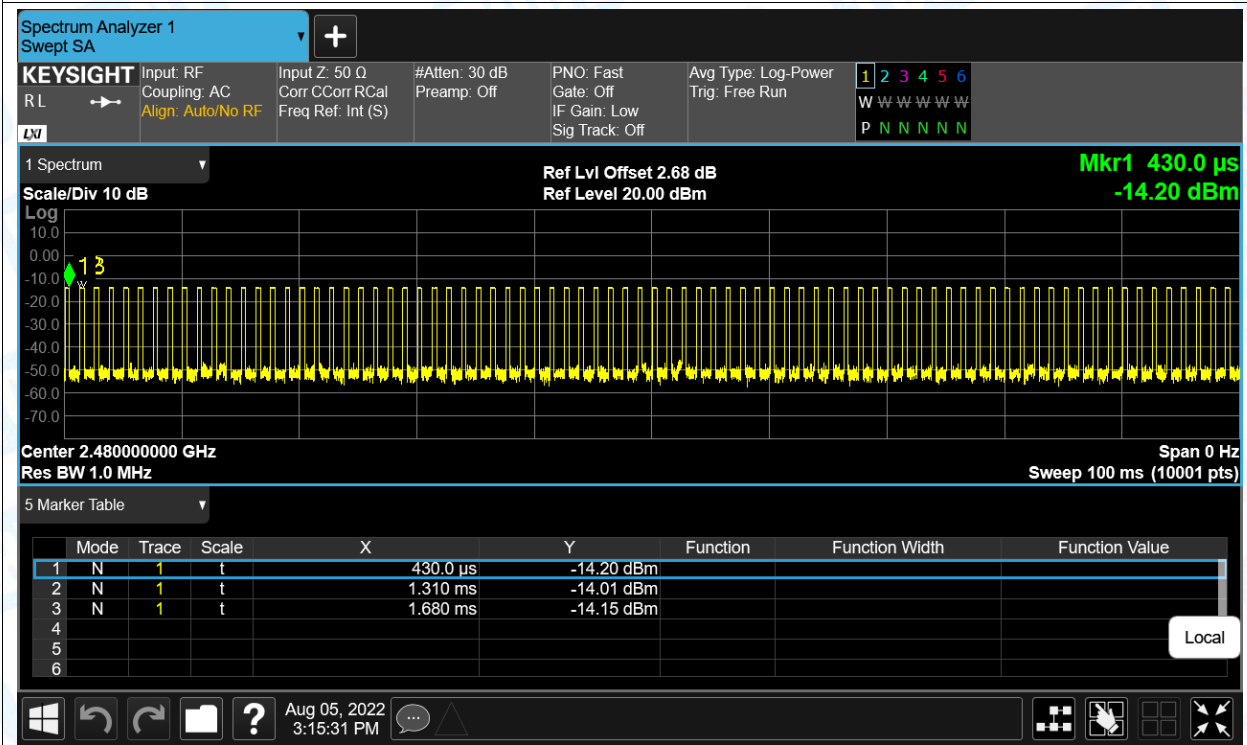 Spectrum Analyzer 1
Swept SA
+
KEYSIGHT
R L
LXI
Input: RF
Coupling: AC
Align: Auto/No RF
Input Z: 50 Ω
Corr CCorr RCal
Freq Ref: Int (S)
#Atten: 30 dB
Preamp: Off
PNO: Fast
Gate: Off
IF Gain: Low
Sig Track: Off
Avg Type: Log-Power
Trig: Free Run
1 2 3 4 5 6
W W W W W W
P N N N N N
1 Spectrum
Scale/Div 10 dB
Ref Lvl Offset 2.68 dB
Ref Level 20.00 dBm
Mkr1 430.0 µs
-14.20 dBm
Log
10.0
0.00
-10.0
-20.0
-30.0
-40.0
-50.0
-60.0
-70.0
1 3
Center 2.480000000 GHz
Res BW 1.0 MHz
Span 0 Hz
Sweep 100 ms (10001 pts)
5 Marker Table
Mode Trace Scale X Y Function Function Width Function Value
1 N 1 t 430.0 µs -14.20 dBm
2 N 1 t 1.310 ms -14.01 dBm
3 N 1 t 1.680 ms -14.15 dBm
4
5
6
Local
?
Aug 05, 2022
3:15:31 PM